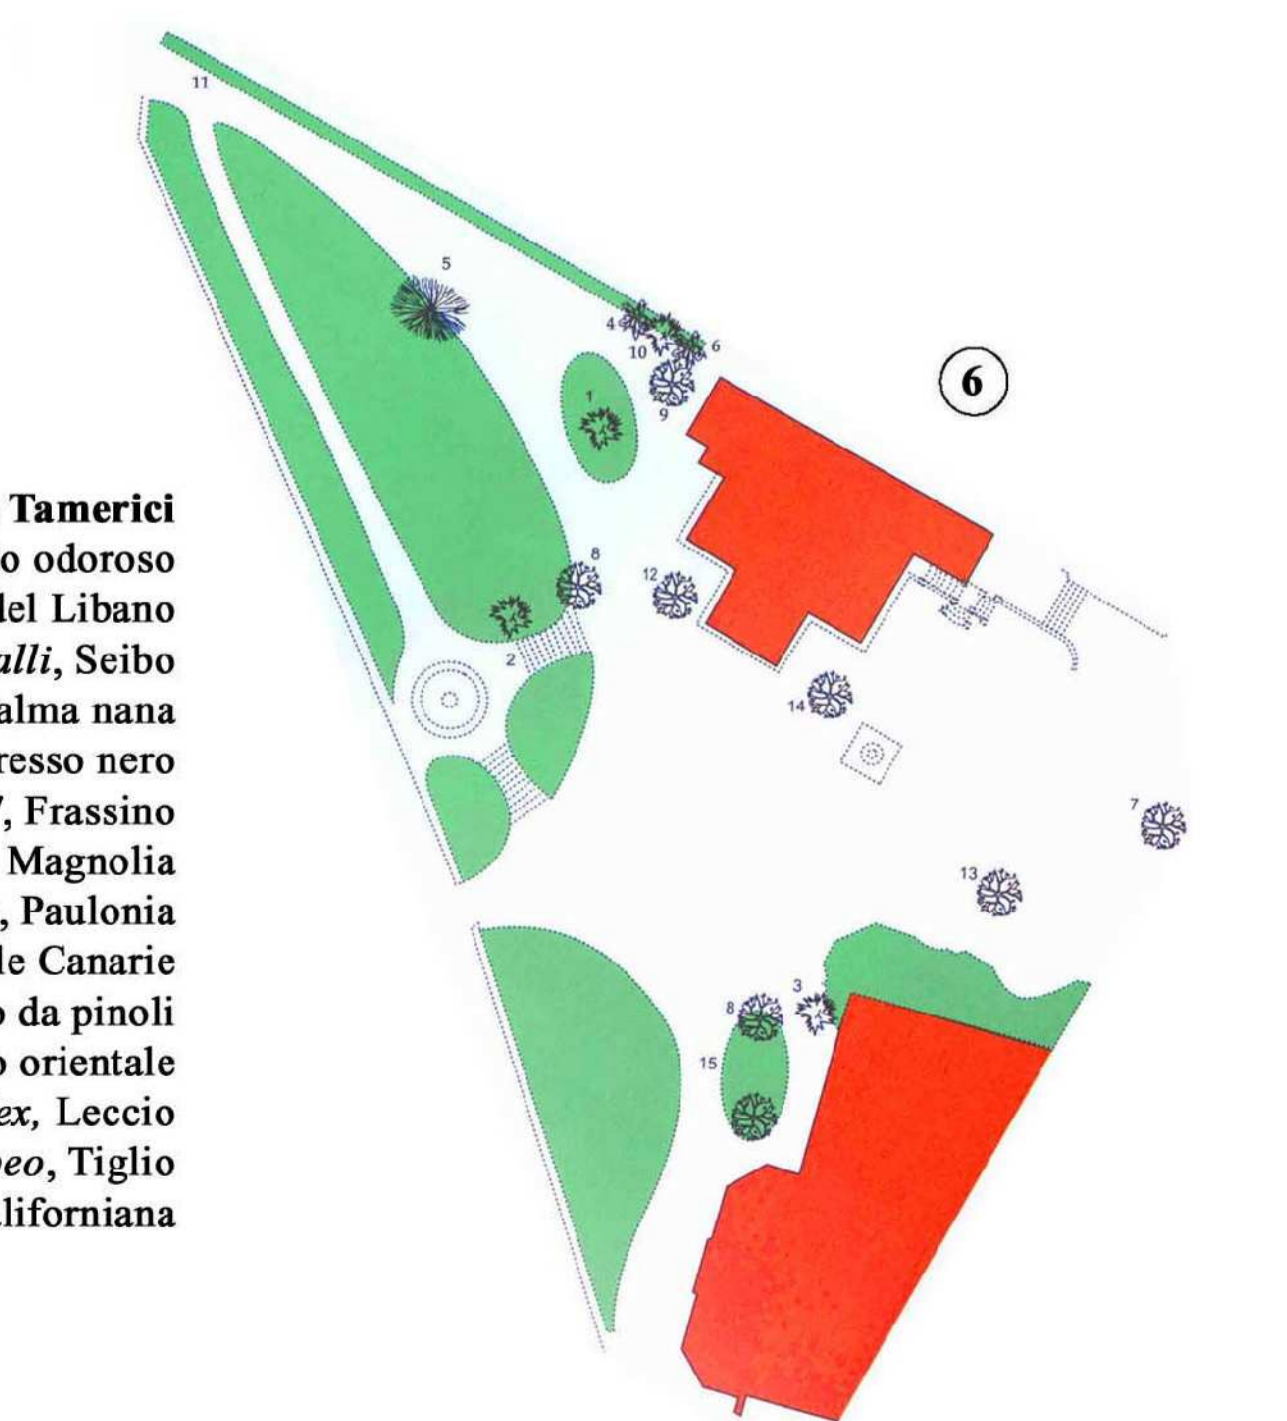 11
5
4
10
6
9
6
1
Tamerici
o odoroso
del Libano
alli, Seibo
alma nana
resso nero
, Frassino
Magnolia
, Paulonia
le Canarie
o da pinoli
o orientale
ex, Leccio
peo, Tiglio
liforniana
8
12
2
14
7
13
3
8
15